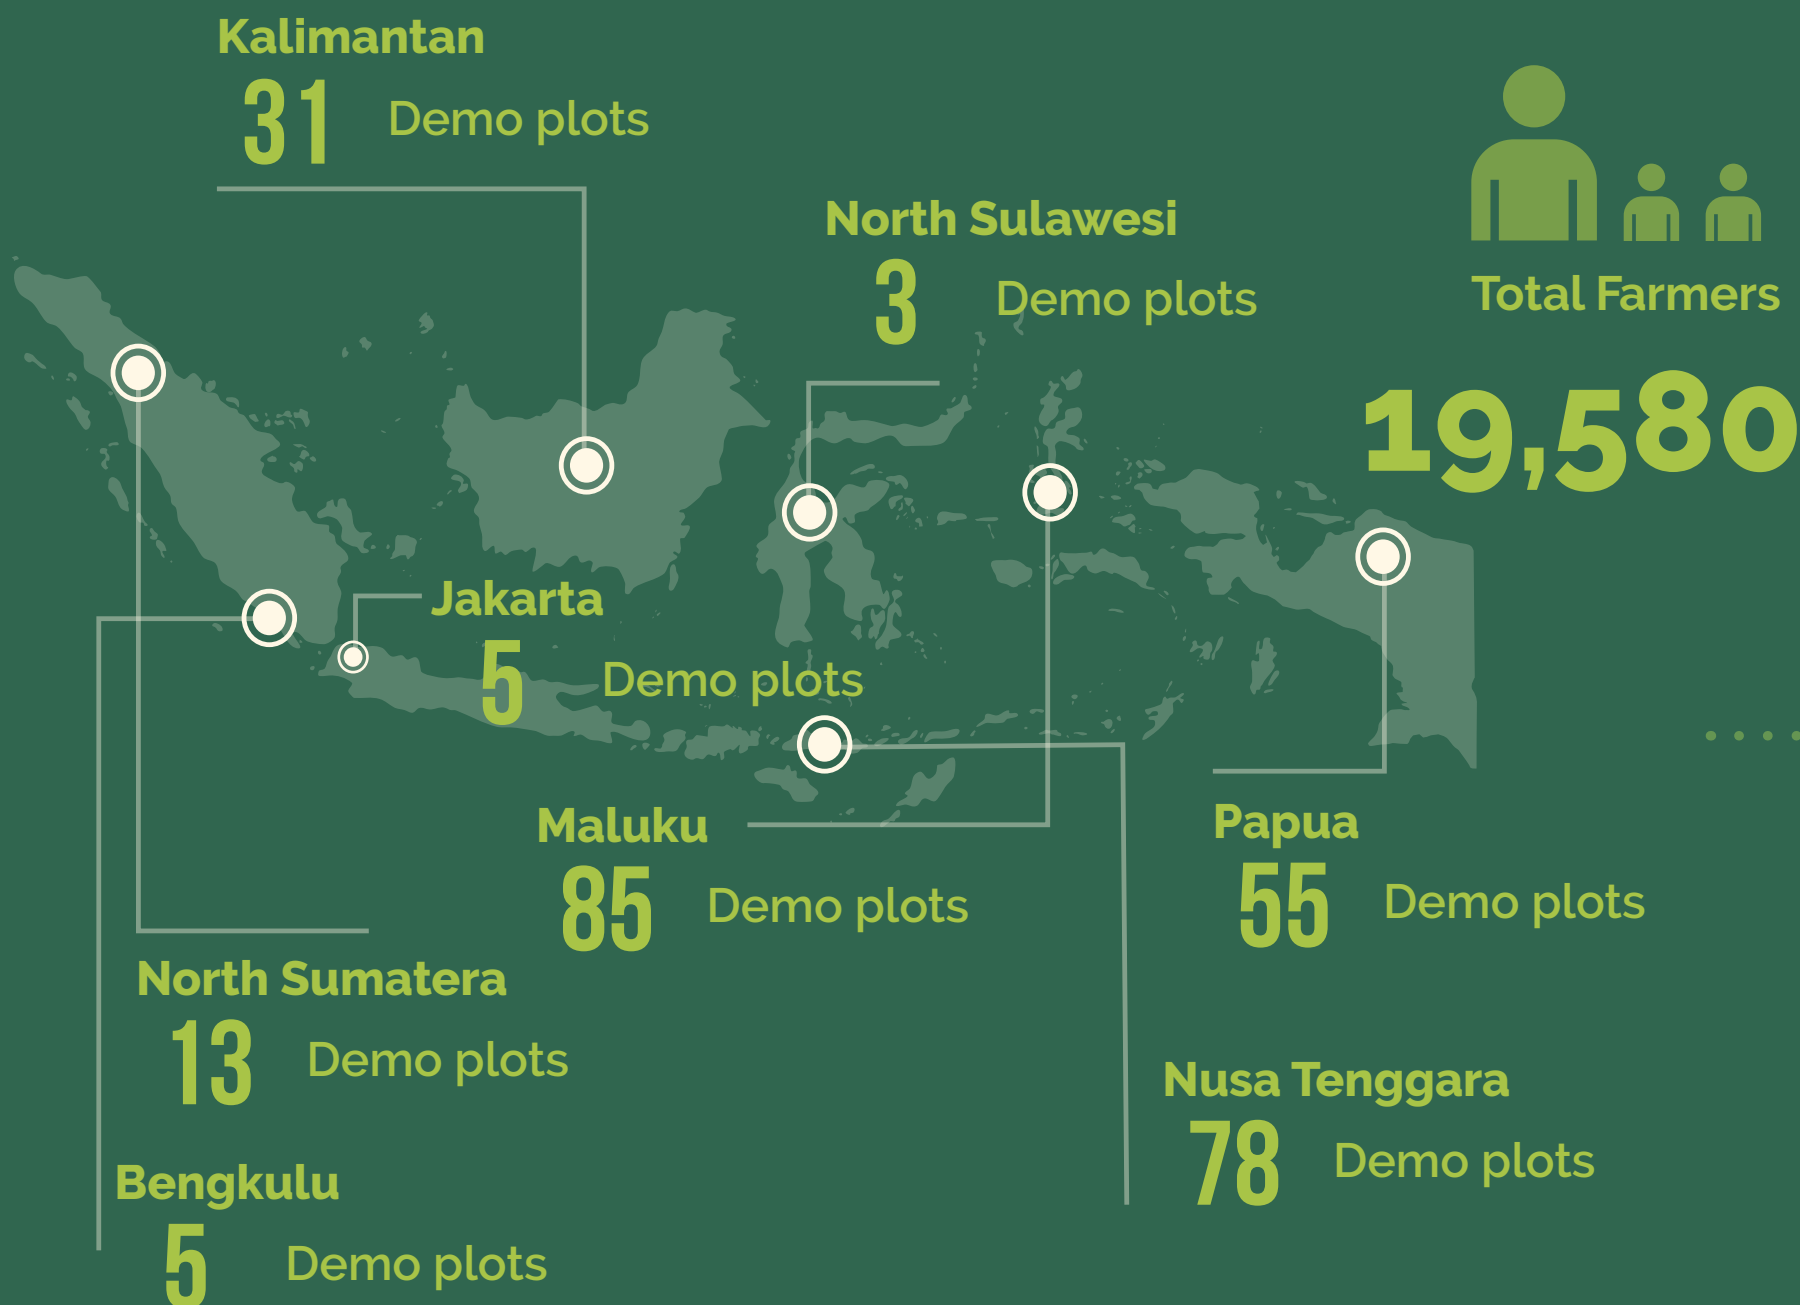 Kalimantan
31 Demo plots
North Sulawesi
3 Demo plots
Total Farmers
19,580
Jakarta
5 Demo plots
Maluku
85 Demo plots
Papua
55 Demo plots
North Sumatera
13 Demo plots
Nusa Tenggara
78 Demo plots
Bengkulu
5 Demo plots